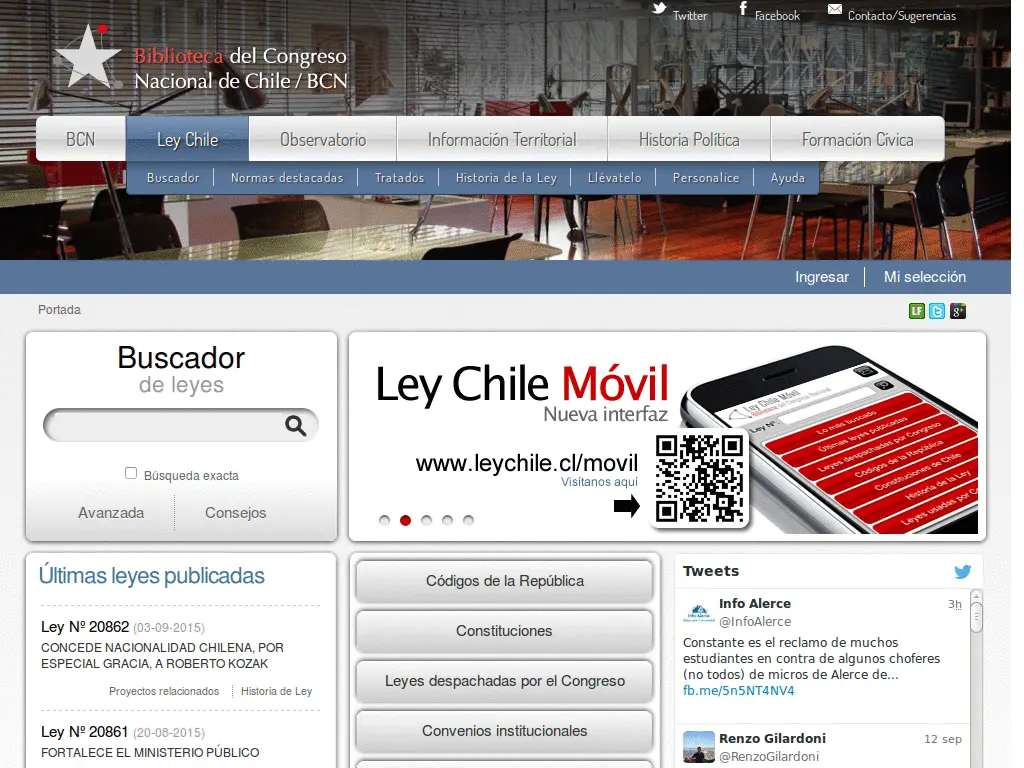 Twitter
Facebook
Contacto/Sugerencias
Biblioteca del Congreso
Nacional de Chile / BCN
BCN
Ley Chile
Observatorio
Información Territorial
Historia Política
Formación Cívica
Buscador
Normas destacadas
Tratados
Historia de la Ley
Llévatelo
Personalice
Ayuda
Ingresar
Mi selección
Portada
LF
g+
Buscador
de leyes
Búsqueda exacta
Avanzada
Consejos
Ley Chile Móvil
Nueva interfaz
www.leychile.cl/movil
Visítanos aquí
Ley Chile Móvil
Ley Nº:
Lo más buscado
Últimas leyes publicadas
Leyes despachadas por el Congreso
Códigos de la República
Constituciones de Chile
Historia de la Ley
Leyes usadas por C
Últimas leyes publicadas
Ley Nº 20862 (03-09-2015)
CONCEDE NACIONALIDAD CHILENA, POR
ESPECIAL GRACIA, A ROBERTO KOZAK
Proyectos relacionados
Historia de Ley
Ley Nº 20861 (20-08-2015)
FORTALECE EL MINISTERIO PÚBLICO
Códigos de la República
Constituciones
Leyes despachadas por el Congreso
Convenios institucionales
Tweets
Info Alerce
3h
@InfoAlerce
Constante es el reclamo de muchos
estudiantes en contra de algunos choferes
(no todos) de micros de Alerce de...
fb.me/5n5NT4NV4
Renzo Gilardoni
12 sep
@RenzoGilardoni